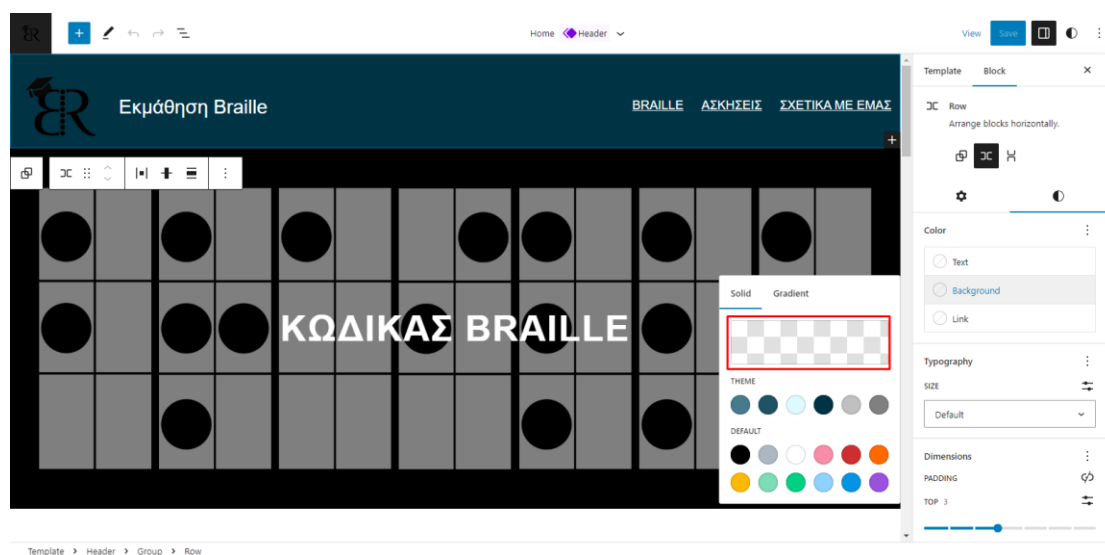 Home Header
View Save
Template Block
Εκμάθηση Braille
BRAILLE ΑΣΚΗΣΕΙΣ ΣΧΕΤΙΚΑ ΜΕ ΕΜΑΣ
Row
Arrange blocks horizontally.
Color
Text
Background
Link
Solid Gradient
ΚΩΔΙΚΑΣ BRAILLE
THEME
DEFAULT
Typography
SIZE
Default
Dimensions
PADDING
TOP 3
Template > Header > Group > Row